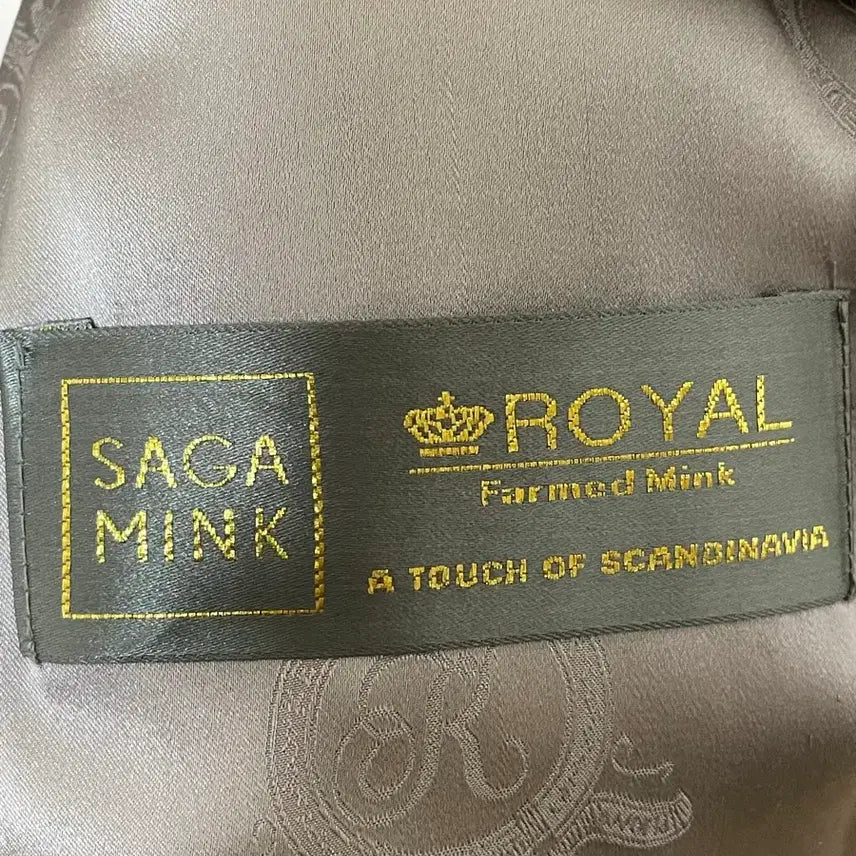 SAGA
MINK
ROYAL
Farmed Mink
A TOUCH OF SCANDINAVIA
R